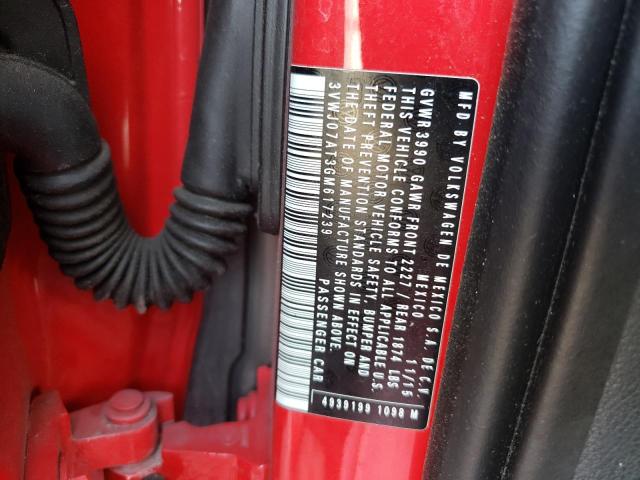 MFD.BY VOLKSWAGEN DE MEXICO S.A. DE C.V.
MEXICO 11/15
GVWR 3990 GAWR FRONT 2227 / REAR 1874 LBS
THIS VEHICLE CONFORMS TO ALL APPLICABLE U.S.
FEDERAL MOTOR VEHICLE SAFETY, BUMPER AND
THEFT PREVENTION STANDARDS IN EFFECT ON
THE DATE OF MANUFACTURE SHOWN ABOVE.
3VWJ07AT3GM617239 PASSENGER CAR
4939199 1098 M